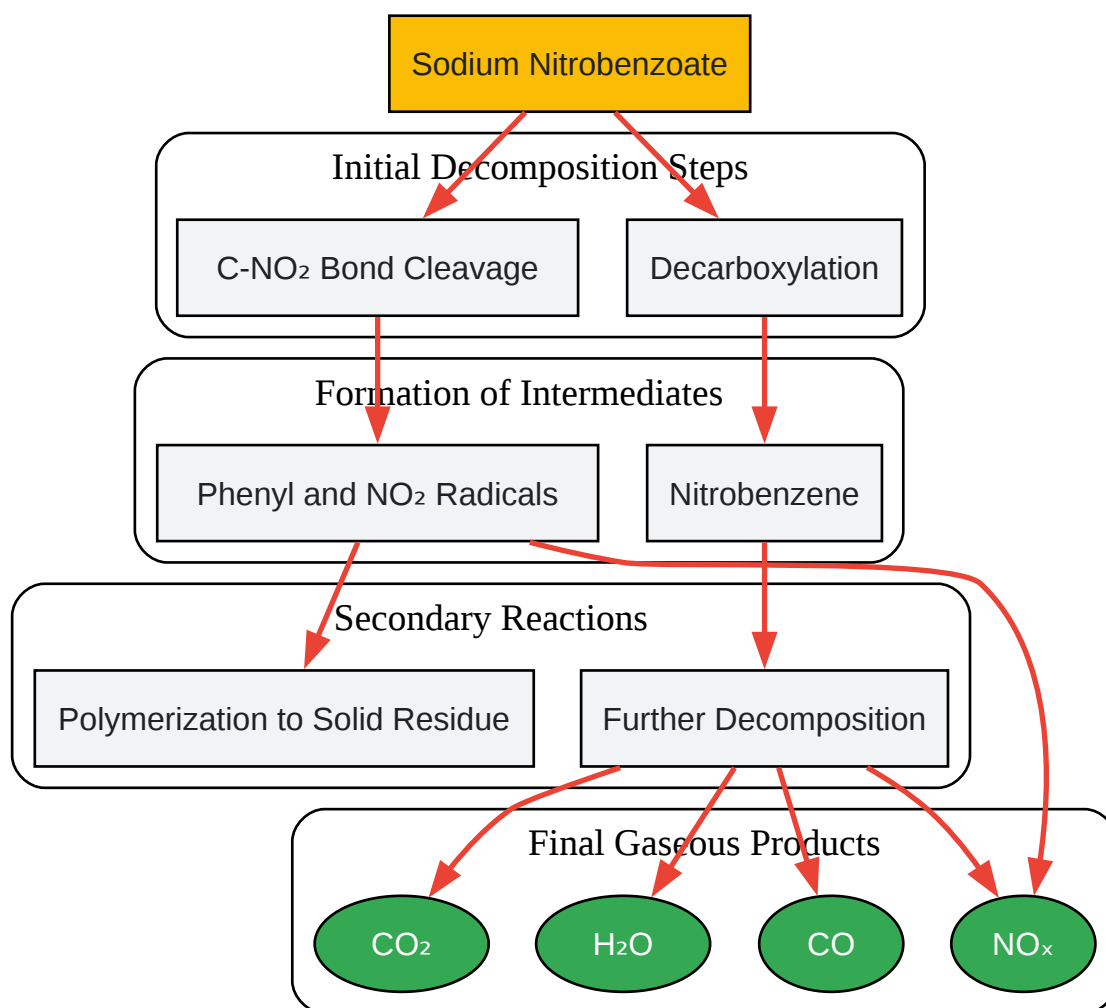 Sodium Nitrobenzoate
Initial Decomposition Steps
C-NO₂ Bond Cleavage
Decarboxylation
Formation of Intermediates
Phenyl and NO₂ Radicals
Nitrobenzene
Secondary Reactions
Polymerization to Solid Residue
Further Decomposition
Final Gaseous Products
CO₂
H₂O
CO
NOₓ